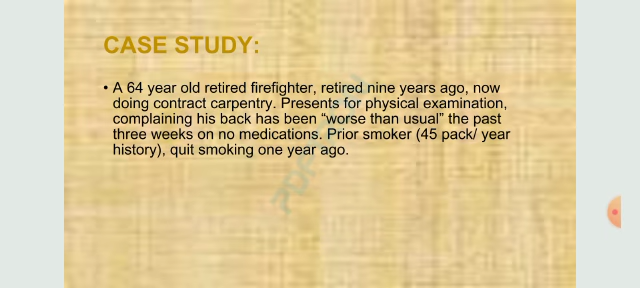 CASE STUDY:
• A 64 year old retired firefighter, retired nine years ago, now
doing contract carpentry. Presents for physical examination,
complaining his back has been “worse than usual” the past
three weeks on no medications. Prior smoker (45 pack/ year
history), quit smoking one year ago.